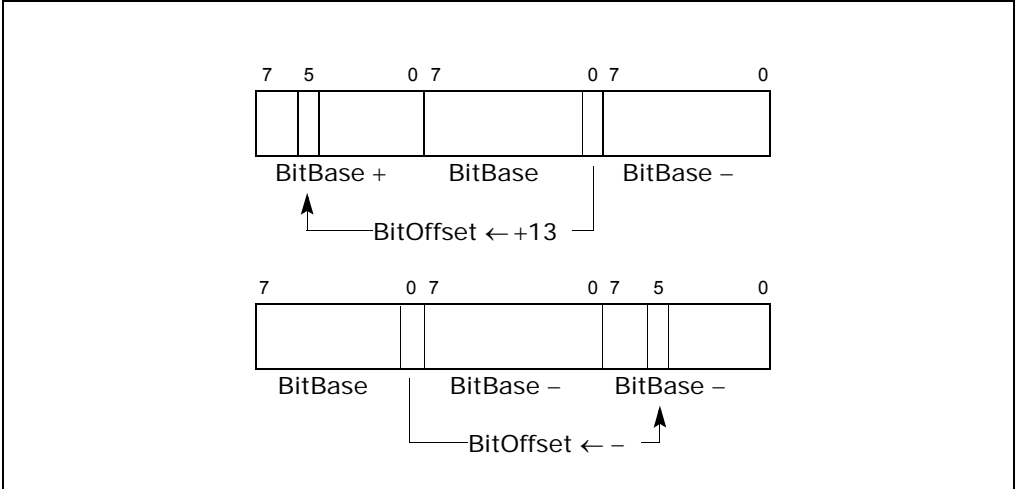 7 5 0 7 0 7 0
BitBase + BitBase BitBase −
BitOffset ← +13
7 0 7 0 7 5 0
BitBase BitBase − BitBase −
BitOffset ← −